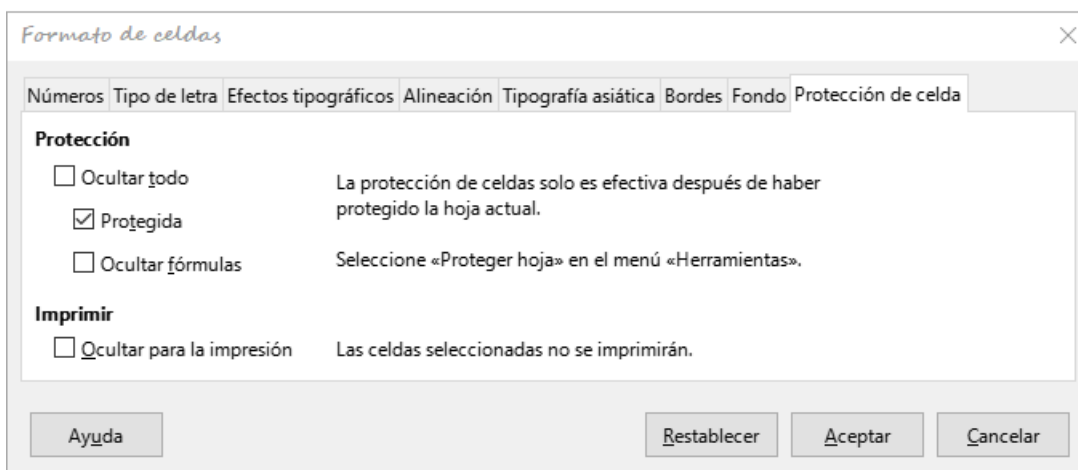 Formato de celdas
Números Tipo de letra Efectos tipográficos Alineación Tipografía asiática Bordes Fondo Protección de celda
Protección
Ocultar todo
La protección de celdas solo es efectiva después de haber
protegido la hoja actual.
Protegida
Ocultar fórmulas
Seleccione «Proteger hoja» en el menú «Herramientas».
Imprimir
Ocultar para la impresión
Las celdas seleccionadas no se imprimirán.
Ayuda Restablecer Aceptar Cancelar